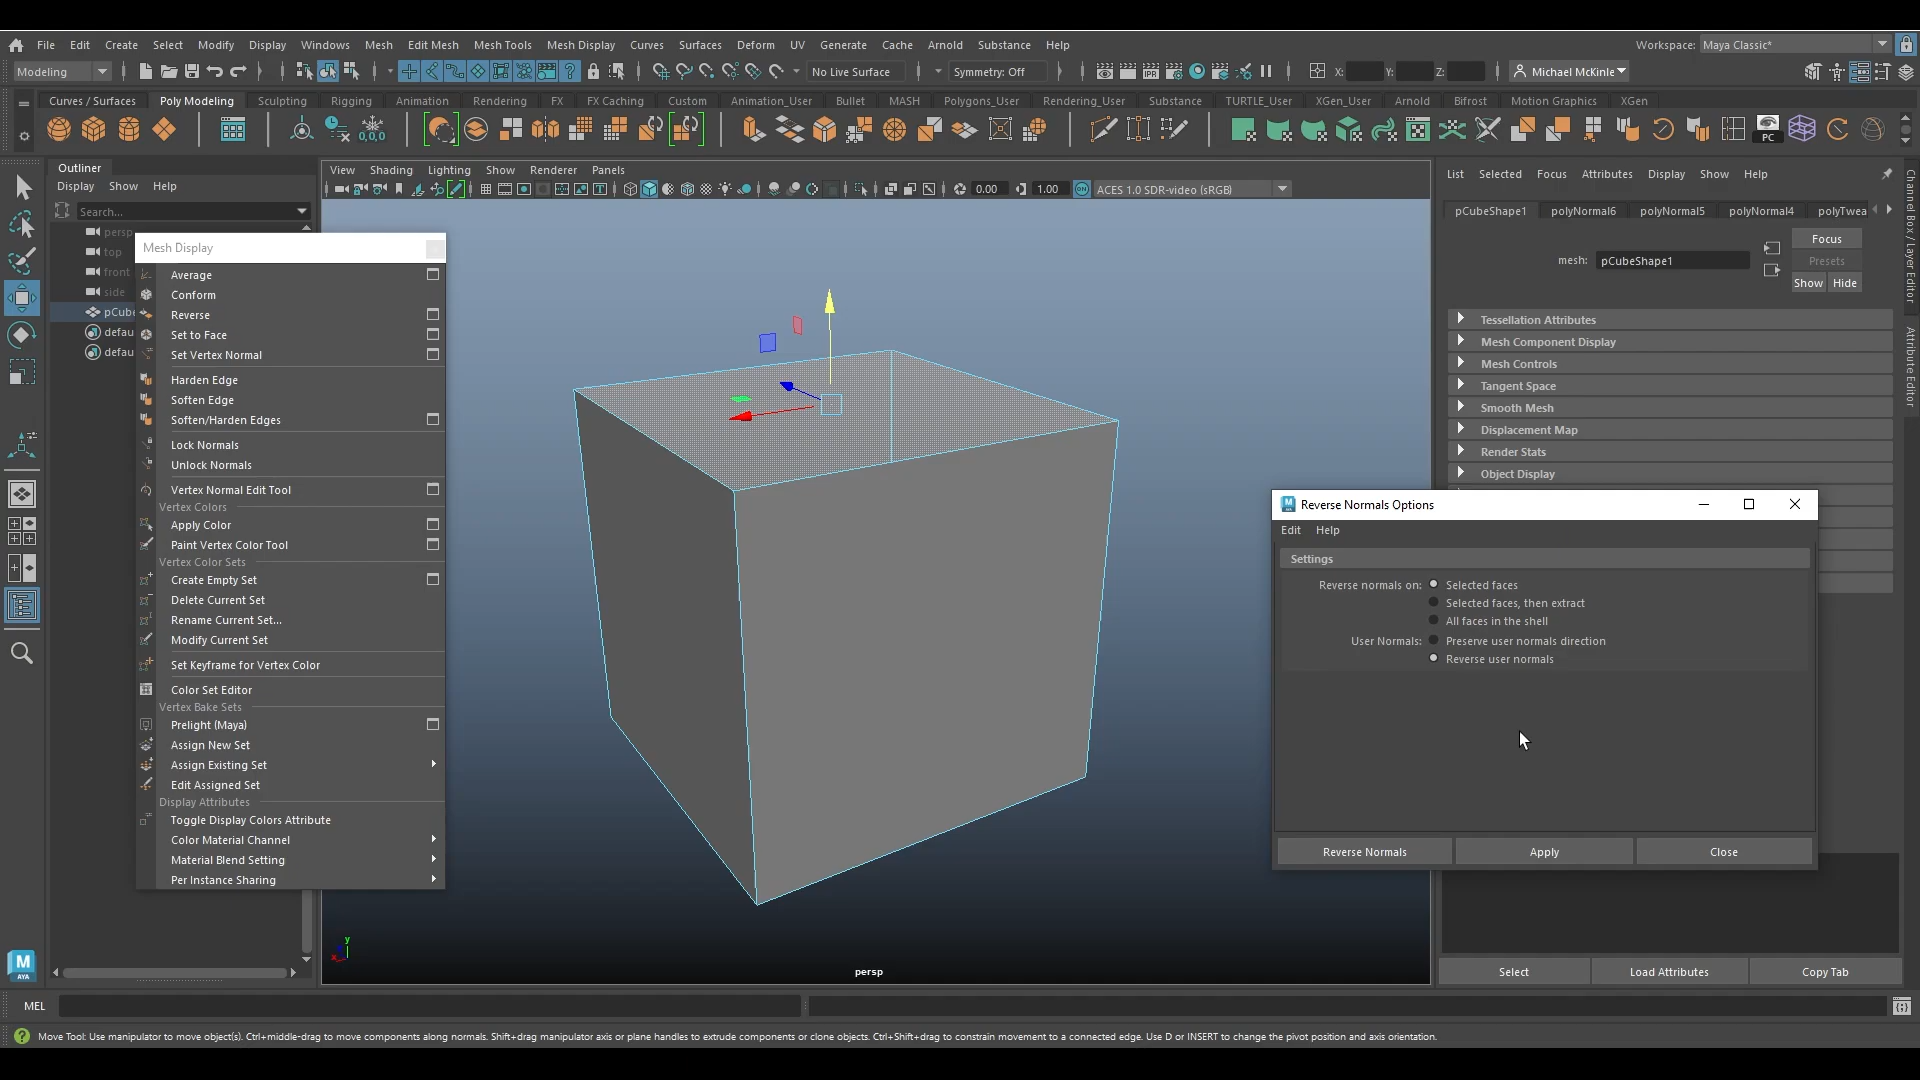 File Edit Create Select Modify Display Windows Mesh Edit Mesh Mesh Tools Mesh Display Curves Surfaces Deform UV Generate Cache Arnold Substance Help
Workspace: Maya Classic*
Modeling
No Live Surface
Symmetry: Off
X: Y: Z:
Michael McKinle
Curves / Surfaces Poly Modeling Sculpting Rigging Animation Rendering FX FX Caching Custom Animation_User Bullet MASH Polygons_User Rendering_User Substance TURTLE_User XGen_User Arnold Bifrost Motion Graphics XGen
0,0,0
PC
Outliner
Display Show Help
Search...
persp
top
front
side
pCube
defau
defau
Mesh Display
Average
Conform
Reverse
Set to Face
Set Vertex Normal
Harden Edge
Soften Edge
Soften/Harden Edges
Lock Normals
Unlock Normals
Vertex Normal Edit Tool
Vertex Colors
Apply Color
Paint Vertex Color Tool
Vertex Color Sets
Create Empty Set
Delete Current Set
Rename Current Set...
Modify Current Set
Set Keyframe for Vertex Color
Color Set Editor
Vertex Bake Sets
Prelight (Maya)
Assign New Set
Assign Existing Set
Edit Assigned Set
Display Attributes
Toggle Display Colors Attribute
Color Material Channel
Material Blend Setting
Per Instance Sharing
View Shading Lighting Show Renderer Panels
0.00
1.00
ACES 1.0 SDR-video (sRGB)
y
x
persp
List Selected Focus Attributes Display Show Help
pCubeShape1 polyNormal6 polyNormal5 polyNormal4 polyTwea
mesh: pCubeShape1
Focus
Presets
Show Hide
Tessellation Attributes
Mesh Component Display
Mesh Controls
Tangent Space
Smooth Mesh
Displacement Map
Render Stats
Object Display
Channel Box / Layer Editor
Attribute Editor
Reverse Normals Options
Edit Help
Settings
Reverse normals on: Selected faces
Selected faces, then extract
All faces in the shell
User Normals: Preserve user normals direction
Reverse user normals
Reverse Normals Apply Close
Select Load Attributes Copy Tab
M
AYA
MEL
Move Tool: Use manipulator to move object(s). Ctrl+middle-drag to move components along normals. Shift+drag manipulator axis or plane handles to extrude components or clone objects. Ctrl+Shift+drag to constrain movement to a connected edge. Use D or INSERT to change the pivot position and axis orientation.